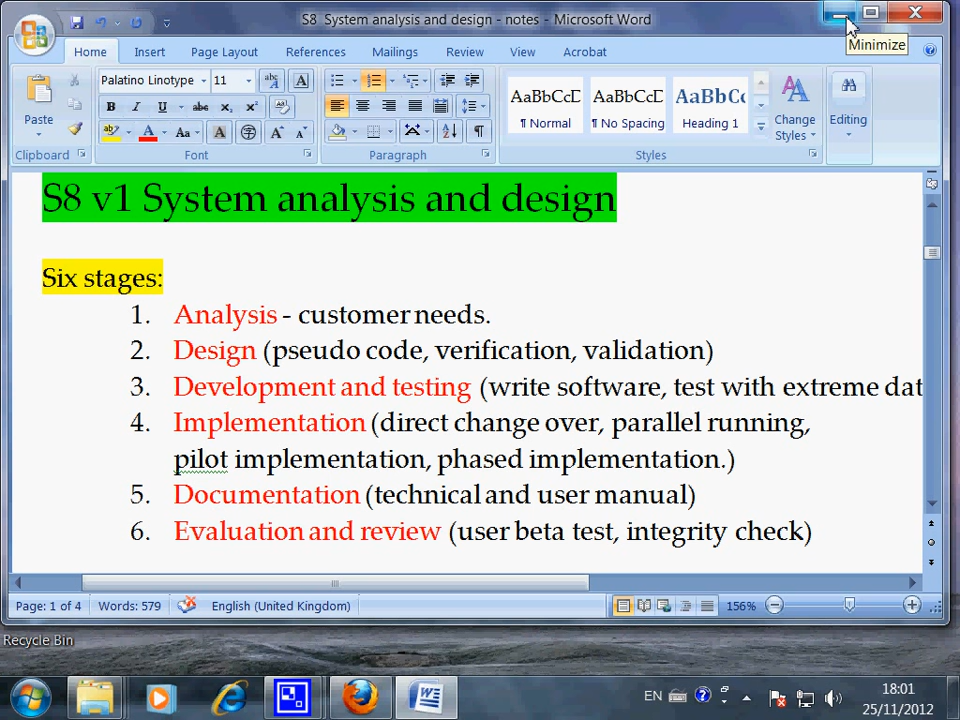 S8  System analysis and design - notes - Microsoft Word
Minimize
Home Insert Page Layout References Mailings Review View Acrobat
Palatino Linotype 11
Paste
AaBbCcD AaBbCcD AaBbCc
¶ Normal ¶ No Spacing Heading 1
Change Styles
Editing
Clipboard Font Paragraph Styles
S8 v1 System analysis and design
Six stages:
1. Analysis - customer needs.
2. Design (pseudo code, verification, validation)
3. Development and testing (write software, test with extreme dat
4. Implementation (direct change over, parallel running,
pilot implementation, phased implementation.)
5. Documentation (technical and user manual)
6. Evaluation and review (user beta test, integrity check)
Page: 1 of 4 Words: 579 English (United Kingdom) 156%
Recycle Bin
EN
18:01
25/11/2012